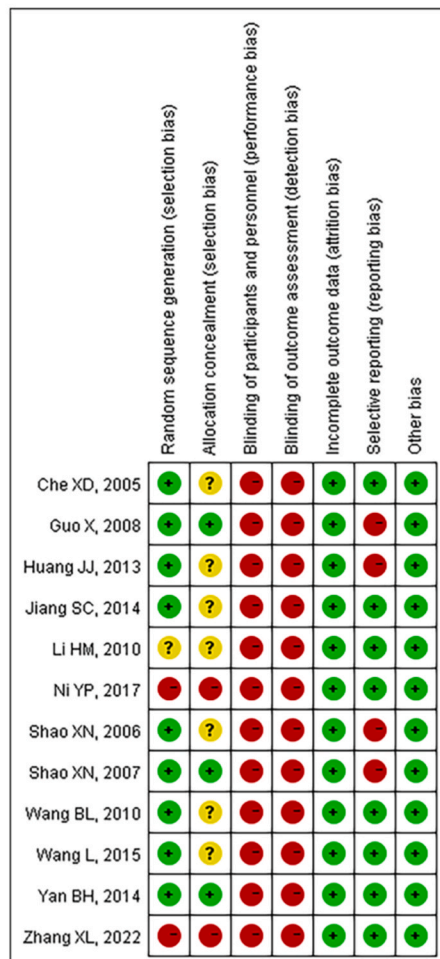 Random sequence generation (selection bias)
Allocation concealment (selection bias)
Blinding of participants and personnel (performance bias)
Blinding of outcome assessment (detection bias)
Incomplete outcome data (attrition bias)
Selective reporting (reporting bias)
Other bias
Che XD, 2005 + ? - - + + +
Guo X, 2008 + + - - + - +
Huang JJ, 2013 + ? - - + - +
Jiang SC, 2014 + ? - - + + +
Li HM, 2010 ? ? - - + + +
Ni YP, 2017 - - - - + + +
Shao XN, 2006 + ? - - + - +
Shao XN, 2007 + + - - + - +
Wang BL, 2010 + ? - - + + +
Wang L, 2015 + ? - - + + +
Yan BH, 2014 + + - - + + +
Zhang XL, 2022 - - - - + + +